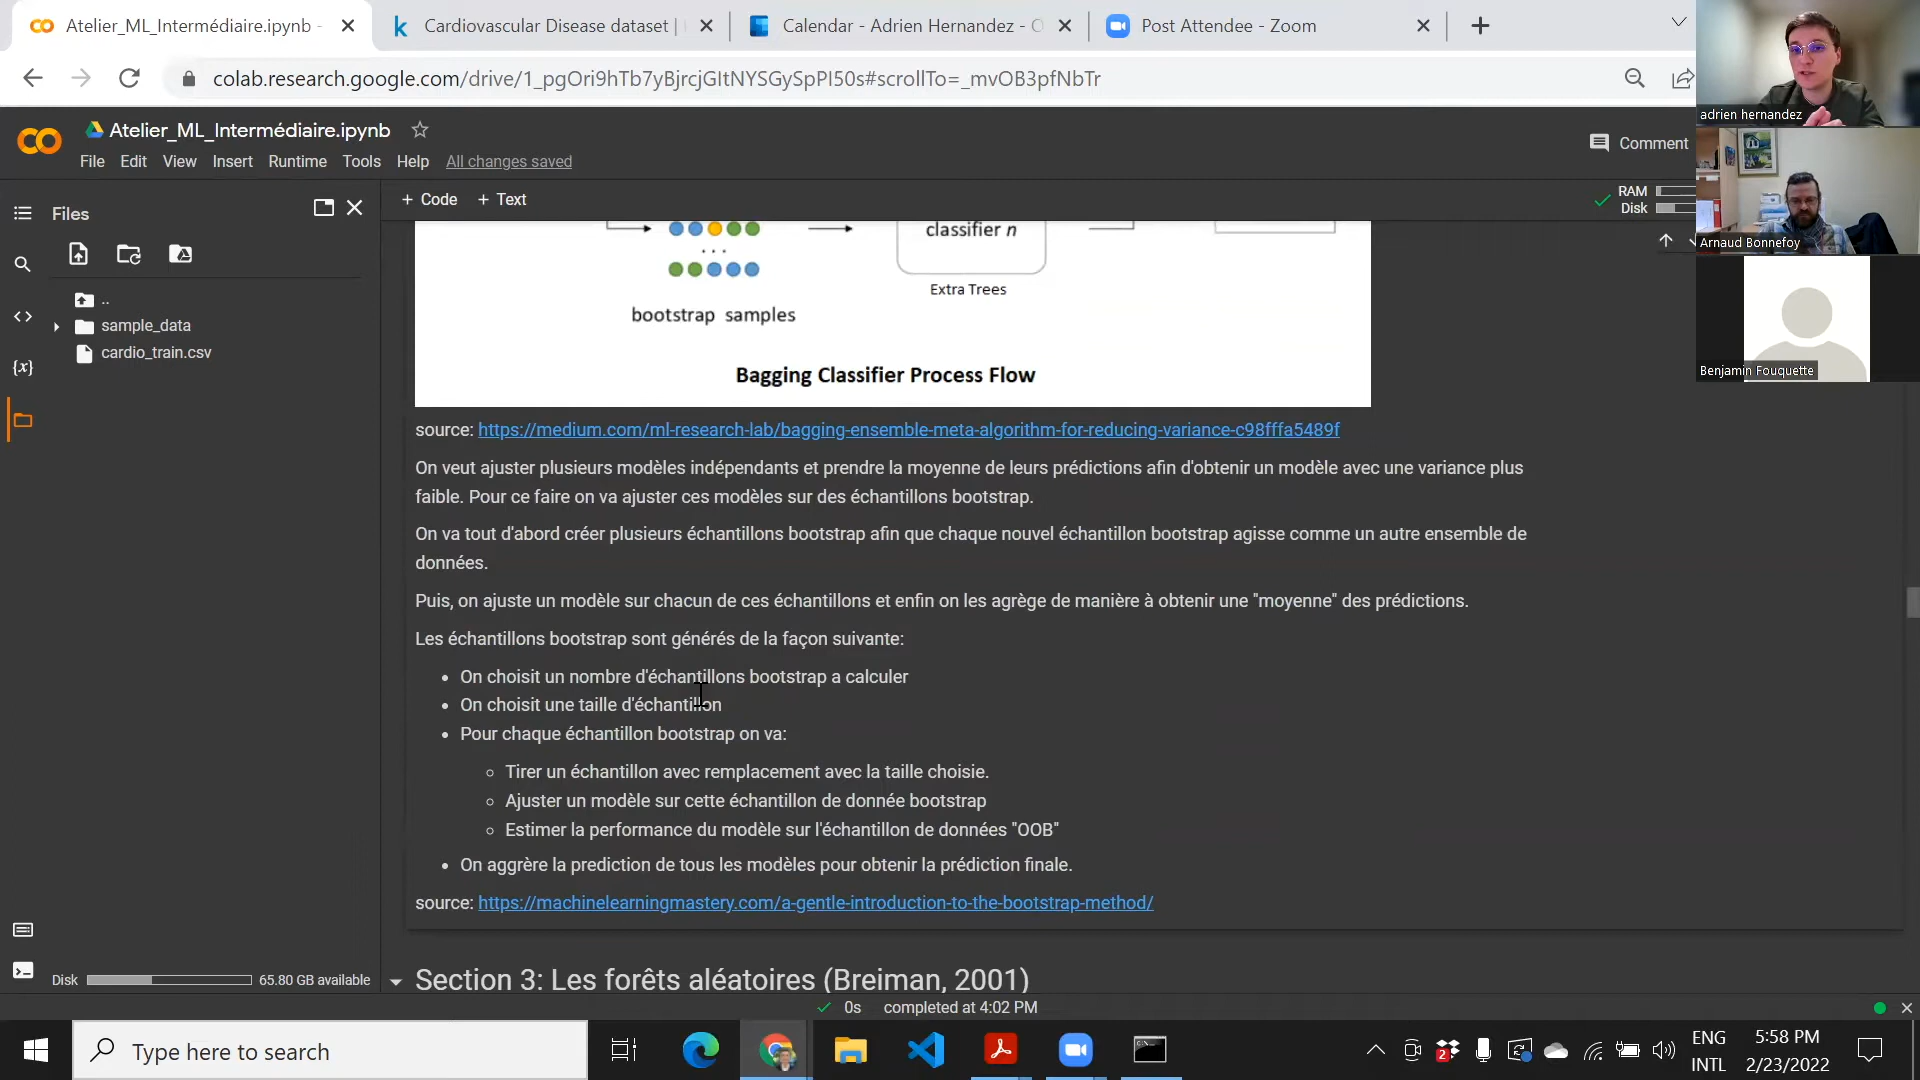 Atelier_ML_Intermédiaire.ipynb -
Cardiovascular Disease dataset |
Calendar - Adrien Hernandez - O
Post Attendee - Zoom
colab.research.google.com/drive/1_pgOri9hTb7yBjrcjGItNYSGySpPI50s#scrollTo=_mvOB3pfNbTr
adrien hernandez
Atelier_ML_Intermédiaire.ipynb
File Edit View Insert Runtime Tools Help All changes saved
Comment
Arnaud Bonnefoy
Benjamin Fouquette
+ Code + Text
RAM
Disk
Files
..
sample_data
cardio_train.csv
classifier n
...
Extra Trees
bootstrap samples
Bagging Classifier Process Flow
source: https://medium.com/ml-research-lab/bagging-ensemble-meta-algorithm-for-reducing-variance-c98fffa5489f
On veut ajuster plusieurs modèles indépendants et prendre la moyenne de leurs prédictions afin d'obtenir un modèle avec une variance plus
faible. Pour ce faire on va ajuster ces modèles sur des échantillons bootstrap.
On va tout d'abord créer plusieurs échantillons bootstrap afin que chaque nouvel échantillon bootstrap agisse comme un autre ensemble de
données.
Puis, on ajuste un modèle sur chacun de ces échantillons et enfin on les agrège de manière à obtenir une "moyenne" des prédictions.
Les échantillons bootstrap sont générés de la façon suivante:
• On choisit un nombre d'échantillons bootstrap a calculer
• On choisit une taille d'échantillon
• Pour chaque échantillon bootstrap on va:
◦ Tirer un échantillon avec remplacement avec la taille choisie.
◦ Ajuster un modèle sur cette échantillon de donnée bootstrap
◦ Estimer la performance du modèle sur l'échantillon de données "OOB"
• On aggrère la prediction de tous les modèles pour obtenir la prédiction finale.
source: https://machinelearningmastery.com/a-gentle-introduction-to-the-bootstrap-method/
Section 3: Les forêts aléatoires (Breiman, 2001)
Disk 65.80 GB available
0s completed at 4:02 PM
Type here to search
2
ENG
INTL
5:58 PM
2/23/2022